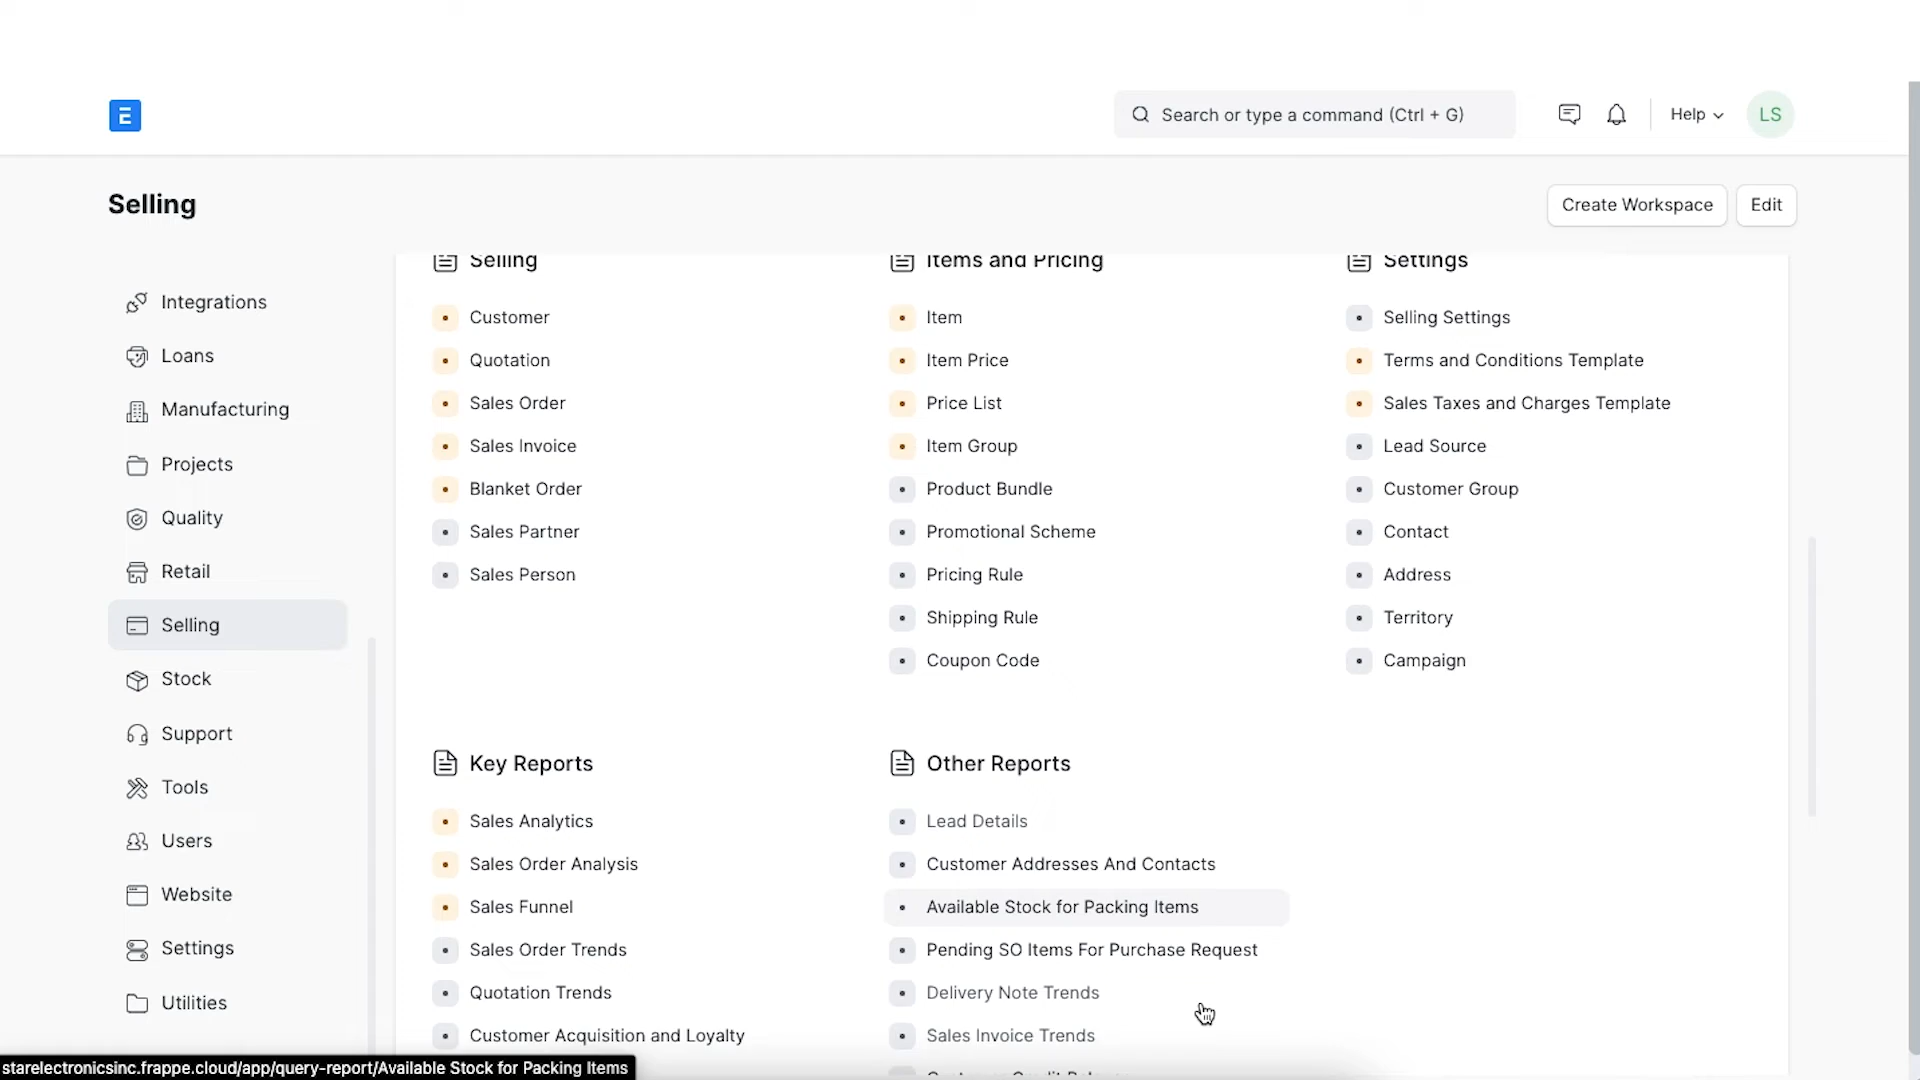 E
Search or type a command (Ctrl + G)
Help
LS
Selling
Create Workspace
Edit
Integrations
Loans
Manufacturing
Projects
Quality
Retail
Selling
Stock
Support
Tools
Users
Website
Settings
Utilities
Selling
Customer
Quotation
Sales Order
Sales Invoice
Blanket Order
Sales Partner
Sales Person
Items and Pricing
Item
Item Price
Price List
Item Group
Product Bundle
Promotional Scheme
Pricing Rule
Shipping Rule
Coupon Code
Settings
Selling Settings
Terms and Conditions Template
Sales Taxes and Charges Template
Lead Source
Customer Group
Contact
Address
Territory
Campaign
Key Reports
Sales Analytics
Sales Order Analysis
Sales Funnel
Sales Order Trends
Quotation Trends
Customer Acquisition and Loyalty
Other Reports
Lead Details
Customer Addresses And Contacts
Available Stock for Packing Items
Pending SO Items For Purchase Request
Delivery Note Trends
Sales Invoice Trends
starelectronicsinc.frappe.cloud/app/query-report/Available Stock for Packing Items